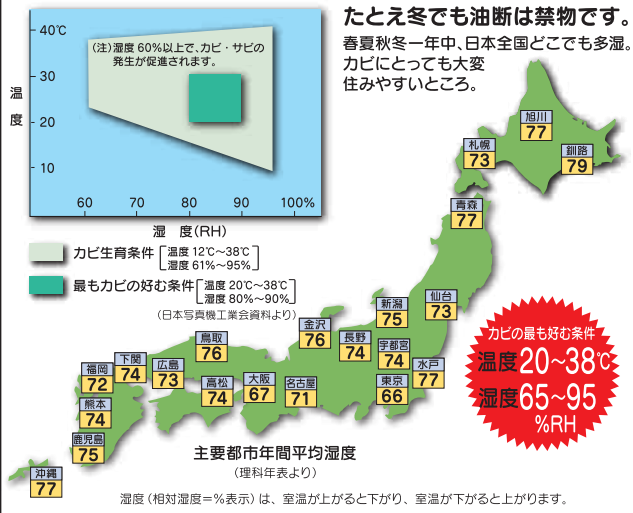 たとえ冬でも油断は禁物です。
春夏秋冬一年中、日本全国どこでも多湿。
カビにとっても大変
住みやすいところ。
40℃
(注)湿度60%以上で、カビ・サビの
発生が促進されます。
30
温
度
20
10
60
70
80
90
100%
湿 度(RH)
カビ生育条件
温度12℃〜38℃
湿度61%〜95%
最もカビの好む条件
温度20℃〜38℃
湿度80%〜90%
(日本写真機工業会資料より)
旭川
77
札幌
73
釧路
79
青森
77
仙台
73
新潟
75
金沢
76
長野
74
宇都宮
74
水戸
77
東京
66
鳥取
76
下関
74
広島
73
福岡
72
高松
74
大阪
67
名古屋
71
熊本
74
鹿児島
75
沖縄
77
カビの最も好む条件
温度20〜38℃
湿度65〜95
%RH
主要都市年間平均湿度
(理科年表より)
湿度(相対湿度=%表示)は、室温が上がると下がり、室温が下がると上がります。